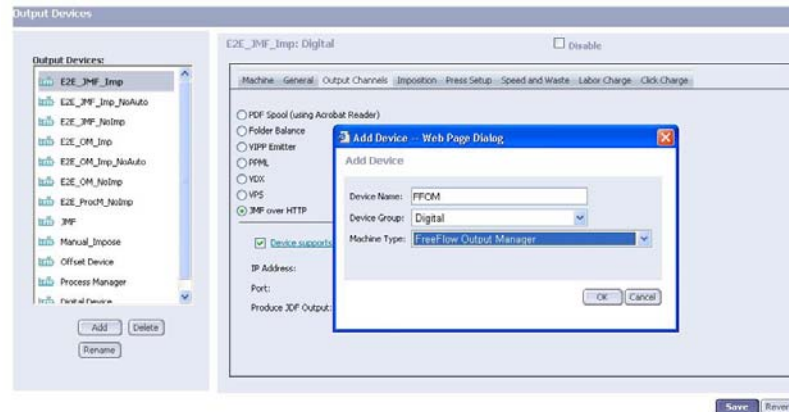 Output Devices
E2E_JMF_Imp: Digital
Disable
Output Devices:
E2E_JMF_Imp
E2E_JMF_Imp_NoAuto
E2E_JMF_NoImp
E2E_OM_Imp
E2E_OM_Imp_NoAuto
E2E_OM_NoImp
E2E_ProcM_NoImp
JMF
Manual_Impose
Offset Device
Process Manager
Digital Device
Add
Delete
Rename
Machine General Output Channels Imposition Press Setup Speed and Waste Labor Charge Click Charge
PDF Spool (using Acrobat Reader)
Folder Balance
VIPP Emitter
PPML
VDX
VPS
JMF over HTTP
Device supports
IP Address:
Port:
Produce JDF Output:
Add Device -- Web Page Dialog
Add Device
Device Name: FFOM
Device Group: Digital
Machine Type: FreeFlow Output Manager
OK
Cancel
Save
Rever